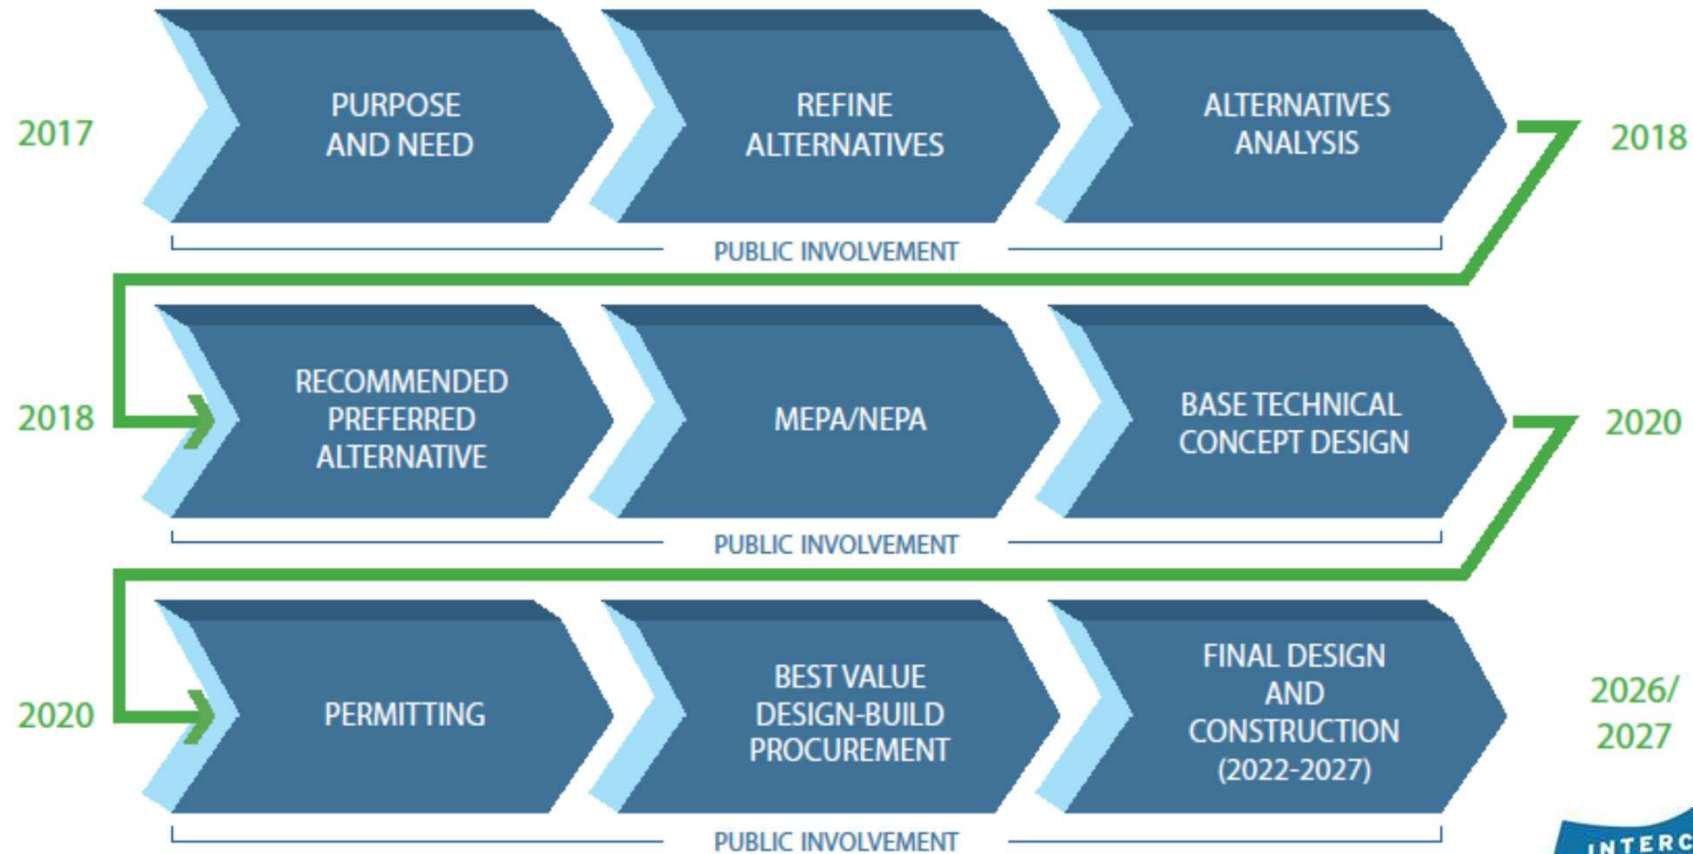 2017
PURPOSE
AND NEED
REFINE
ALTERNATIVES
ALTERNATIVES
ANALYSIS
2018
PUBLIC INVOLVEMENT
2018
RECOMMENDED
PREFERRED
ALTERNATIVE
MEPA/NEPA
BASE TECHNICAL
CONCEPT DESIGN
2020
PUBLIC INVOLVEMENT
2020
PERMITTING
BEST VALUE
DESIGN-BUILD
PROCUREMENT
FINAL DESIGN
AND
CONSTRUCTION
(2022-2027)
2026/
2027
PUBLIC INVOLVEMENT